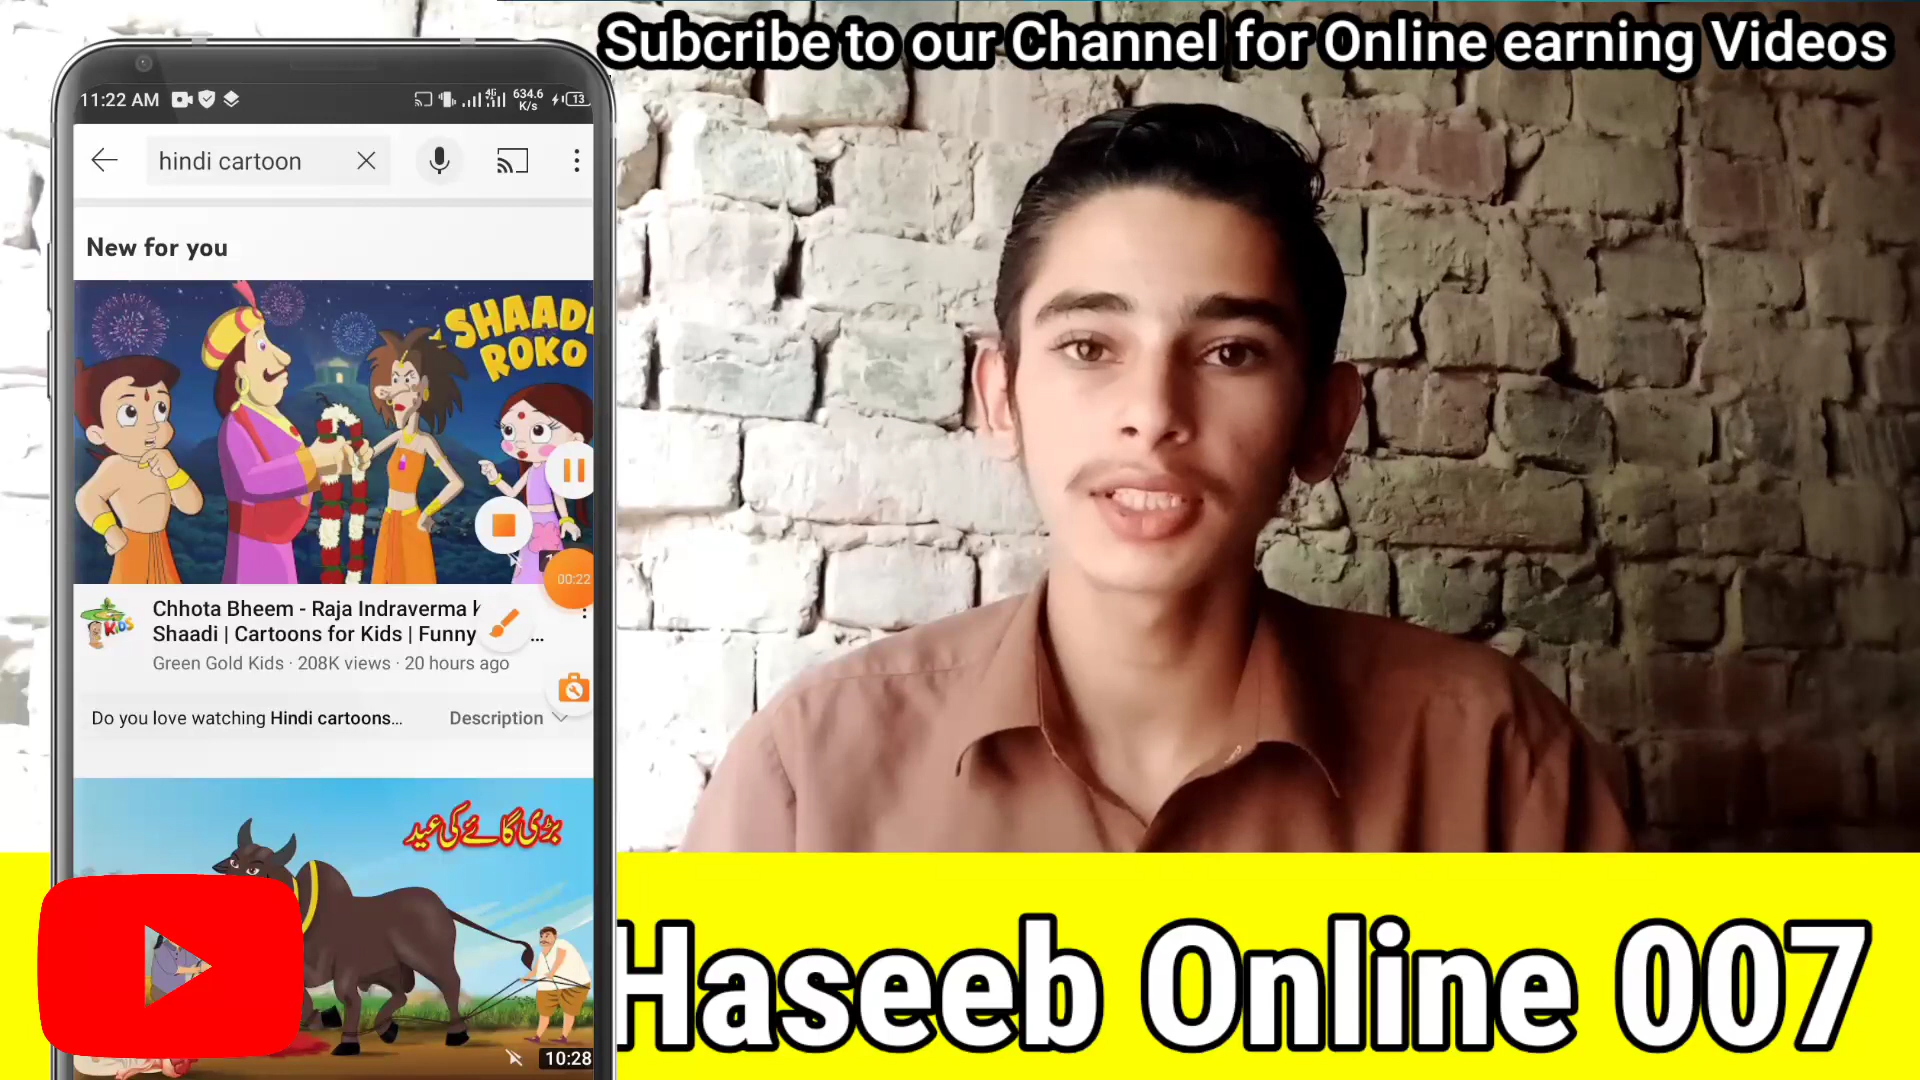 Subcribe to our Channel for Online earning Videos
11:22 AM
4G
634.6
K/s
13
hindi cartoon
New for you
SHAADI
ROKO
00:22
KiDS
Chhota Bheem - Raja Indraverma k
Shaadi | Cartoons for Kids | Funny ...
Green Gold Kids · 208K views · 20 hours ago
Do you love watching Hindi cartoons...
Description
بڑی گائے کی عید
10:28
Haseeb Online 007